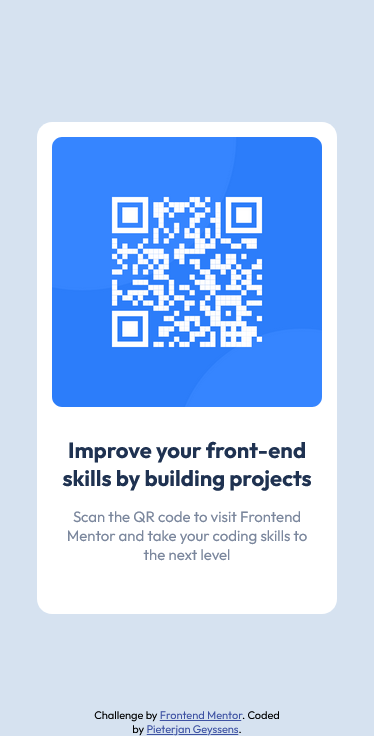 Improve your front-end
skills by building projects
Scan the QR code to visit Frontend
Mentor and take your coding skills to
the next level
Challenge by Frontend Mentor. Coded
by Pieterjan Geyssens.